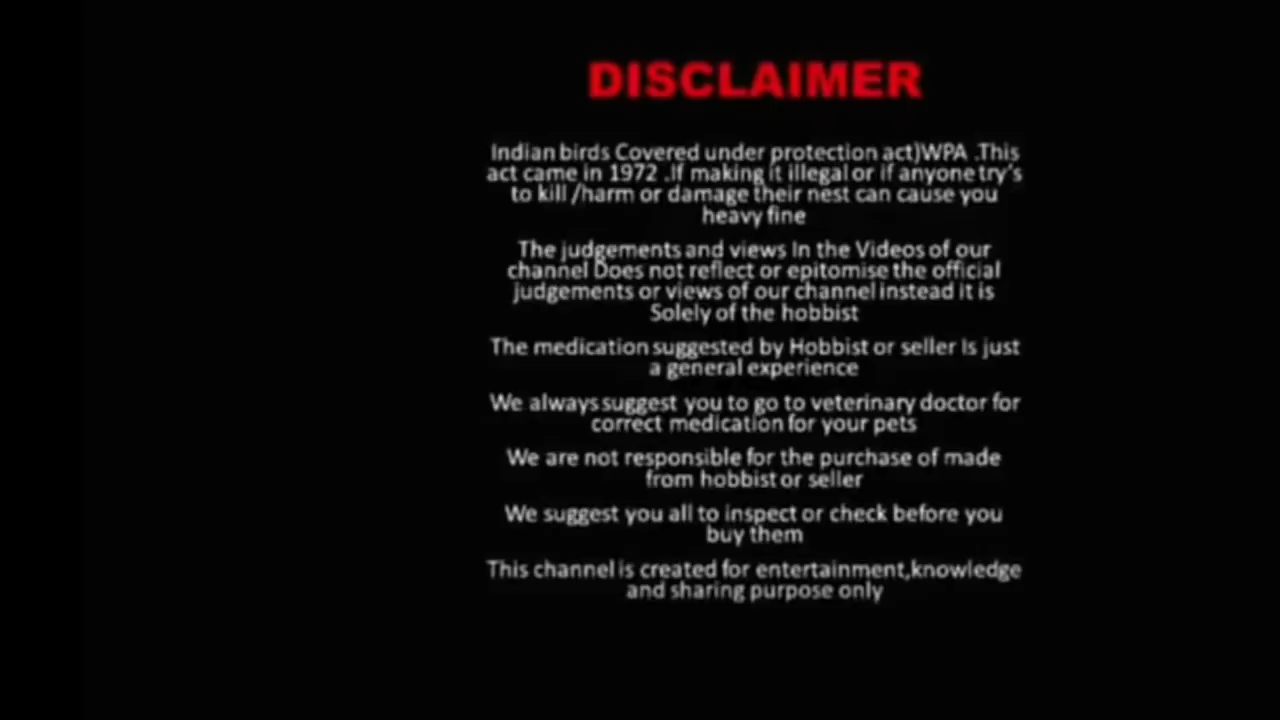 DISCLAIMER
Indian birds Covered under protection act)WPA .This
act came in 1972 .If making it illegal or if anyone try's
to kill /harm or damage their nest can cause you
heavy fine
The judgements and views In the Videos of our
channel Does not reflect or epitomise the official
judgements or views of our channel instead it is
Solely of the hobbist
The medication suggested by Hobbist or seller Is just
a general experience
We always suggest you to go to veterinary doctor for
correct medication for your pets
We are not responsible for the purchase of made
from hobbist or seller
We suggest you all to inspect or check before you
buy them
This channel is created for entertainment,knowledge
and sharing purpose only